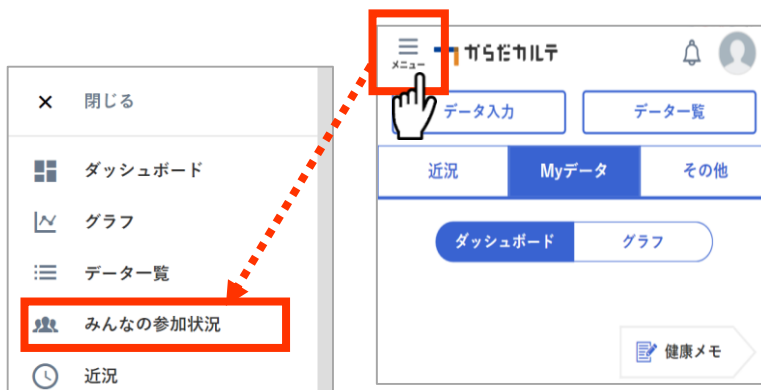 閉じる
ダッシュボード
グラフ
データ一覧
みんなの参加状況
近況
メニュー
からだカルテ
データ入力
データ一覧
近況
Myデータ
その他
ダッシュボード
グラフ
健康メモ